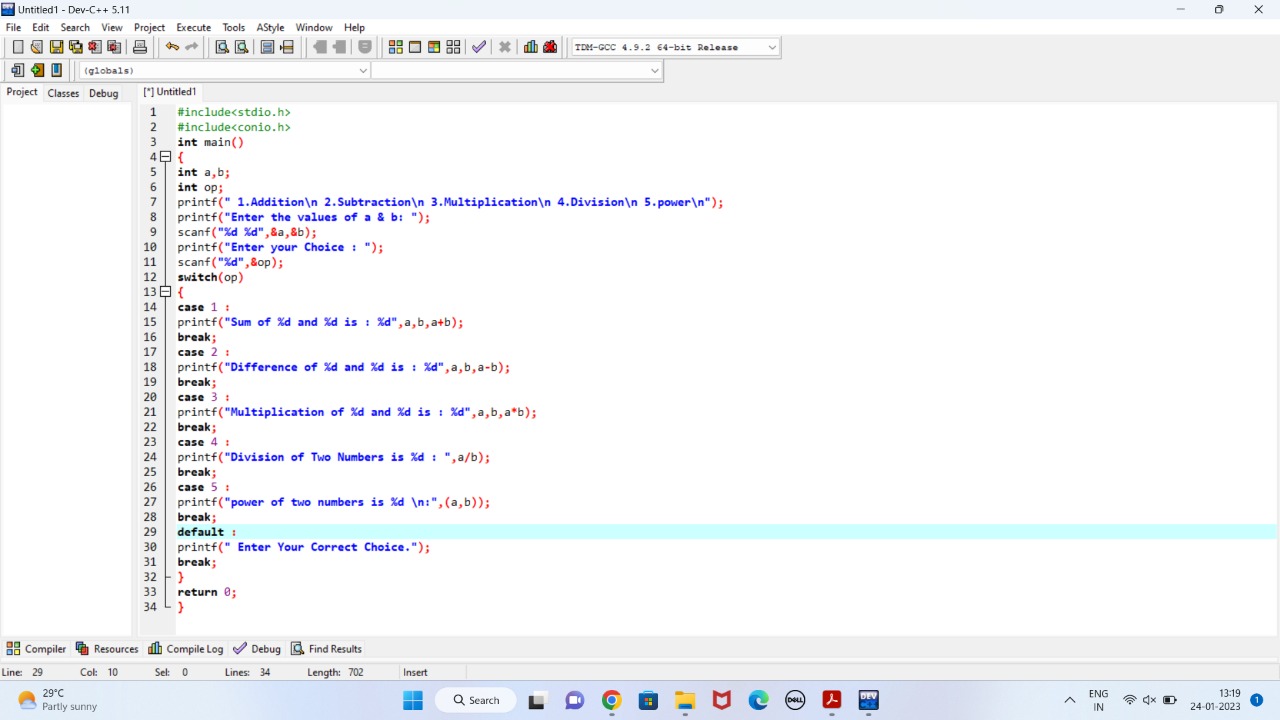 Untitled1 - Dev-C++ 5.11
File Edit Search View Project Execute Tools AStyle Window Help
TDM-GCC 4.9.2 64-bit Release
(globals)
Project Classes Debug [*] Untitled1
1 #include<stdio.h>
2 #include<conio.h>
3 int main()
4 {
5 int a,b;
6 int op;
7 printf(" 1.Addition\n 2.Subtraction\n 3.Multiplication\n 4.Division\n 5.power\n");
8 printf("Enter the values of a & b: ");
9 scanf("%d %d",&a,&b);
10 printf("Enter your Choice : ");
11 scanf("%d",&op);
12 switch(op)
13 {
14 case 1 :
15 printf("Sum of %d and %d is : %d",a,b,a+b);
16 break;
17 case 2 :
18 printf("Difference of %d and %d is : %d",a,b,a-b);
19 break;
20 case 3 :
21 printf("Multiplication of %d and %d is : %d",a,b,a*b);
22 break;
23 case 4 :
24 printf("Division of Two Numbers is %d : ",a/b);
25 break;
26 case 5 :
27 printf("power of two numbers is %d \n:",(a,b));
28 break;
29 default :
30 printf(" Enter Your Correct Choice.");
31 break;
32 }
33 return 0;
34 }
Compiler Resources Compile Log Debug Find Results
Line: 29 Col: 10 Sel: 0 Lines: 34 Length: 702 Insert
29°C
Partly sunny
Search
DELL
DEV
ENG
IN
13:19
24-01-2023
1